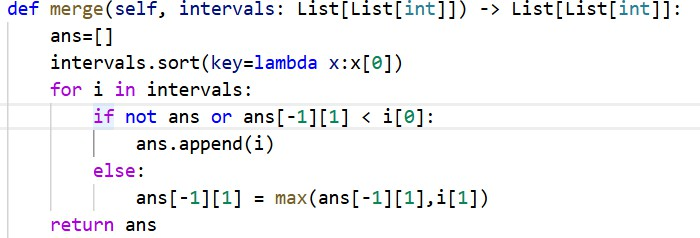 def merge(self, intervals: List[List[int]]) -> List[List[int]]:
    ans=[]
    intervals.sort(key=lambda x:x[0])
    for i in intervals:
        if not ans or ans[-1][1] < i[0]:
            ans.append(i)
        else:
            ans[-1][1] = max(ans[-1][1],i[1])
    return ans